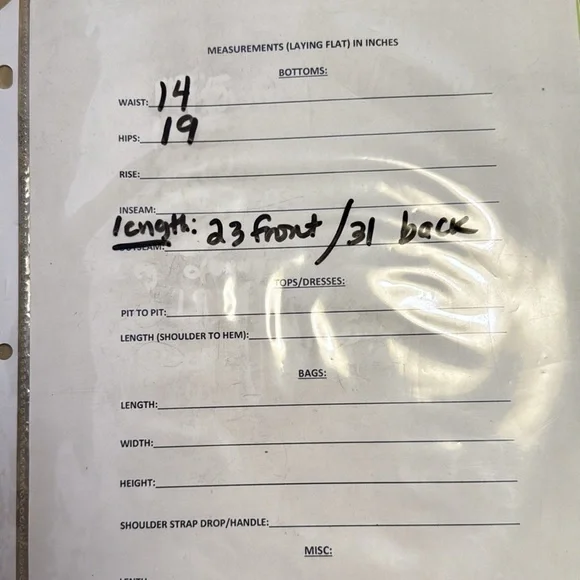 MEASUREMENTS (LAYING FLAT) IN INCHES
BOTTOMS:
WAIST: 14
HIPS: 19
RISE:
INSEAM:
length: 23 front / 31 back
TOPS/DRESSES:
PIT TO PIT:
LENGTH (SHOULDER TO HEM):
BAGS:
LENGTH:
WIDTH:
HEIGHT:
SHOULDER STRAP DROP/HANDLE:
MISC: